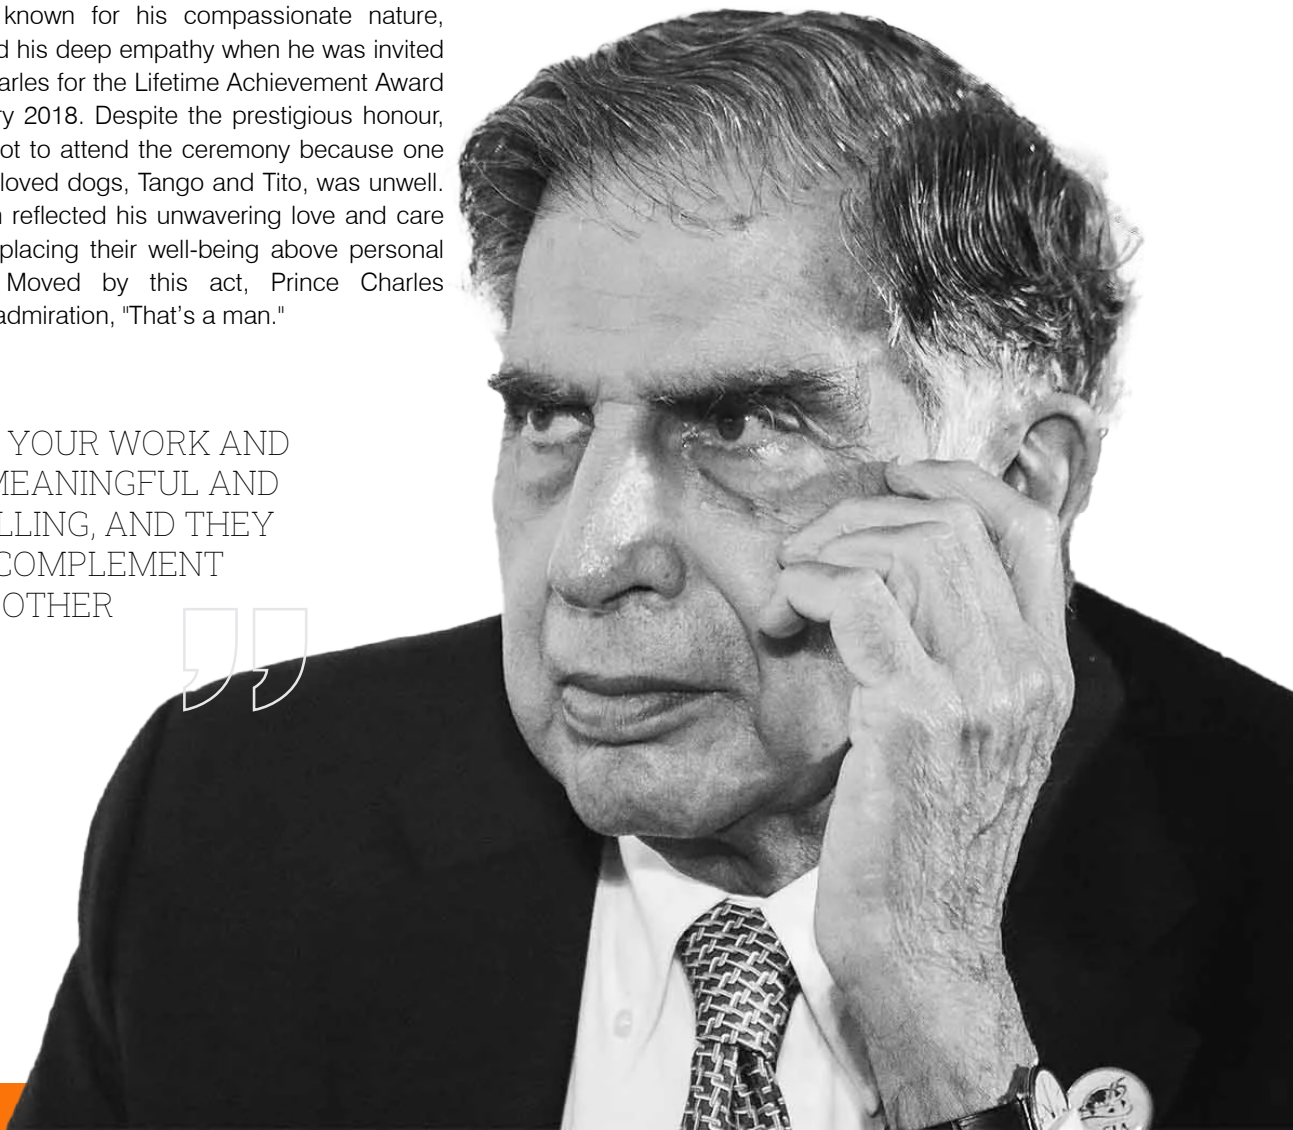 known for his compassionate nature,
d his deep empathy when he was invited
arles for the Lifetime Achievement Award
ry 2018. Despite the prestigious honour,
ot to attend the ceremony because one
loved dogs, Tango and Tito, was unwell.
n reflected his unwavering love and care
placing their well-being above personal
Moved by this act, Prince Charles
admiration, "That’s a man."
YOUR WORK AND
MEANINGFUL AND
LLING, AND THEY
COMPLEMENT
OTHER
”